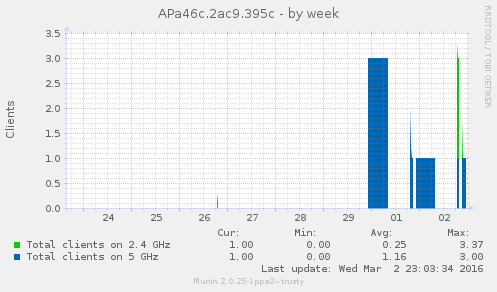 APa46c.2ac9.395c - by week
RRDTOOL / TOBI OETIKER
Clients
3.5
3.0
2.5
2.0
1.5
1.0
0.5
0.0
24 25 26 27 28 29 01 02
Cur: Min: Avg: Max:
Total clients on 2.4 GHz 1.00 0.00 0.25 3.37
Total clients on 5 GHz 1.00 0.00 1.16 3.00
Last update: Wed Mar 2 23:03:34 2016
Munin 2.0.25-1ppa2~trusty